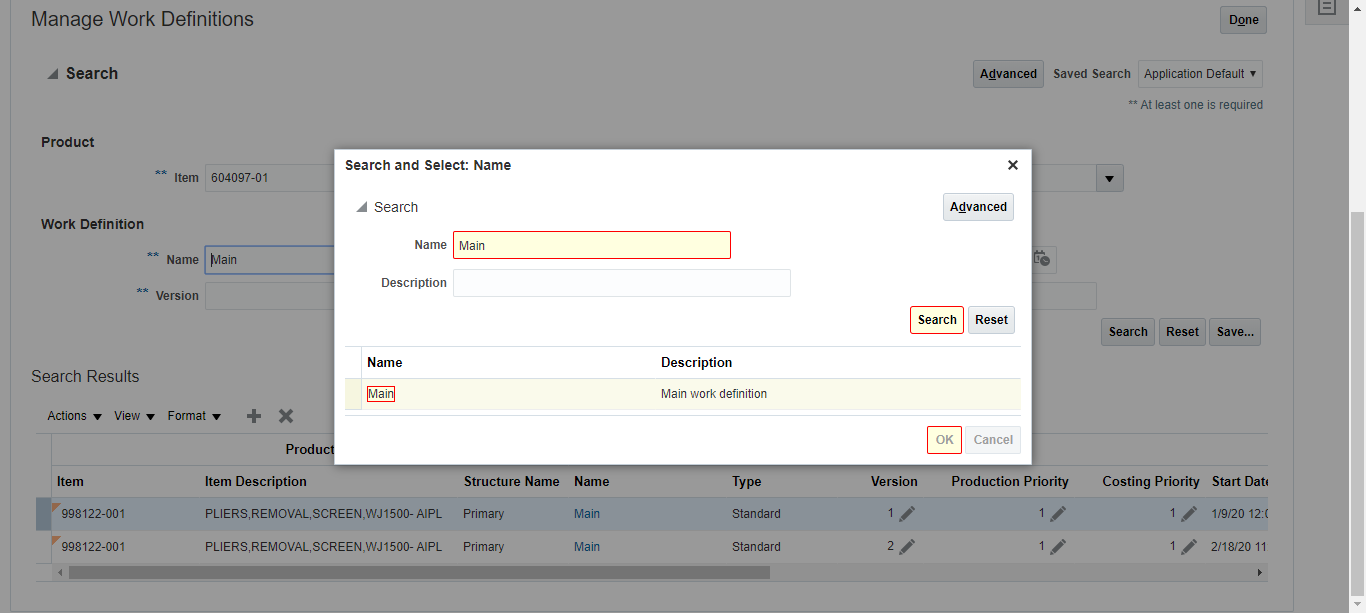 Manage Work Definitions
Done
Search
Advanced Saved Search Application Default
** At least one is required
Product
** Item 604097-01
Work Definition
** Name Main
** Version
Search Reset Save...
Search and Select: Name
Search
Advanced
Name Main
Description
Search Reset
Name Description
Main Main work definition
OK Cancel
Search Results
Actions View Format
Product
Item Item Description Structure Name Name Type Version Production Priority Costing Priority Start Date
998122-001 PLIERS,REMOVAL,SCREEN,WJ1500- AIPL Primary Main Standard 1 1 1 1/9/20 12:0
998122-001 PLIERS,REMOVAL,SCREEN,WJ1500- AIPL Primary Main Standard 2 1 1 2/18/20 11